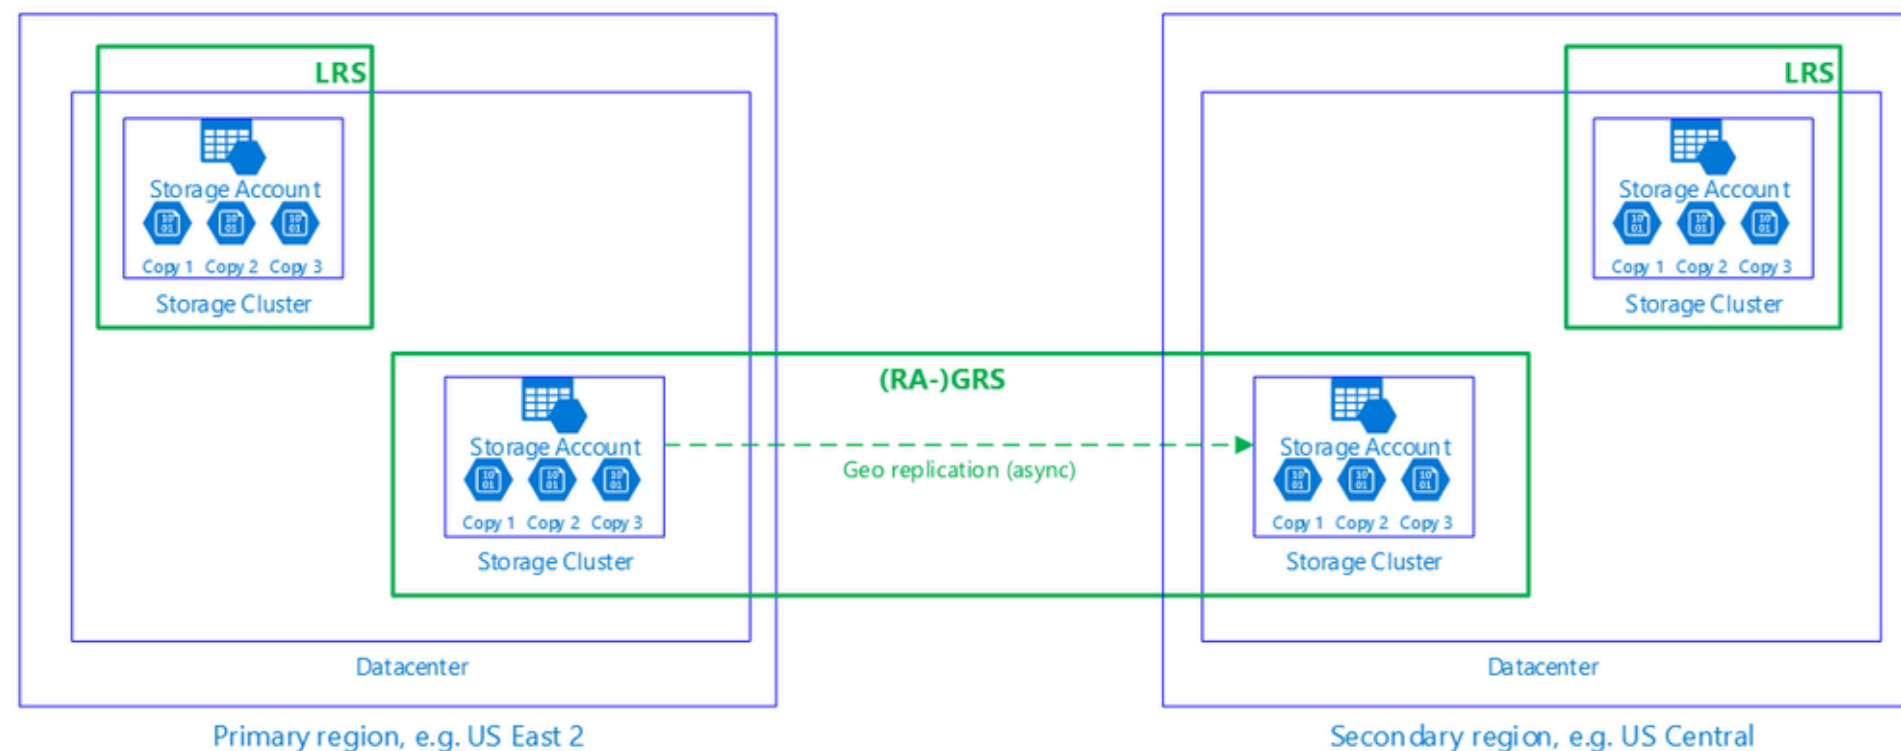 LRS
Storage Account
Copy 1 Copy 2 Copy 3
Storage Cluster
LRS
Storage Account
Copy 1 Copy 2 Copy 3
Storage Cluster
(RA-)GRS
Storage Account
Copy 1 Copy 2 Copy 3
Storage Cluster
Geo replication (async)
Storage Account
Copy 1 Copy 2 Copy 3
Storage Cluster
Datacenter
Datacenter
Primary region, e.g. US East 2
Secondary region, e.g. US Central